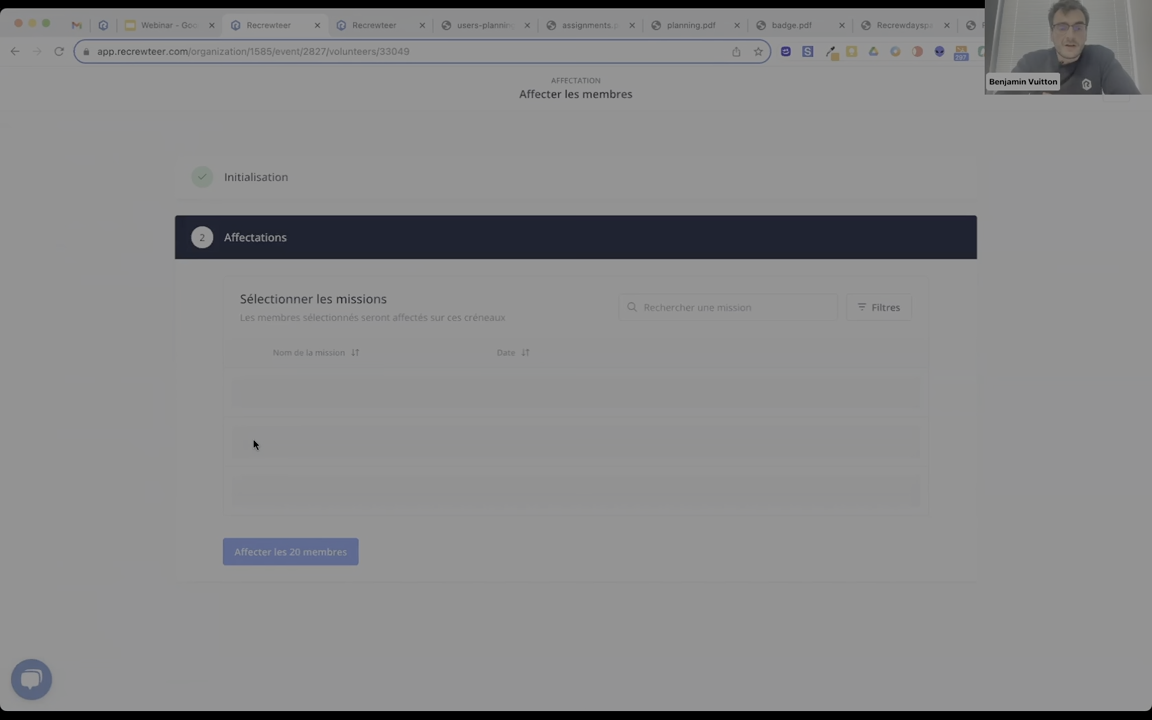 Webinar - Goo
Recrewteer
Recrewteer
users-plannin
assignments.
planning.pdf
badge.pdf
Recrewdaysp
app.recrewteer.com/organization/1585/event/2827/volunteers/33049
Benjamin Vuitton
AFFECTATION
Affecter les membres
Initialisation
2 Affectations
Sélectionner les missions
Les membres sélectionnés seront affectés sur ces créneaux
Rechercher une mission
Filtres
Nom de la mission
Date
Affecter les 20 membres